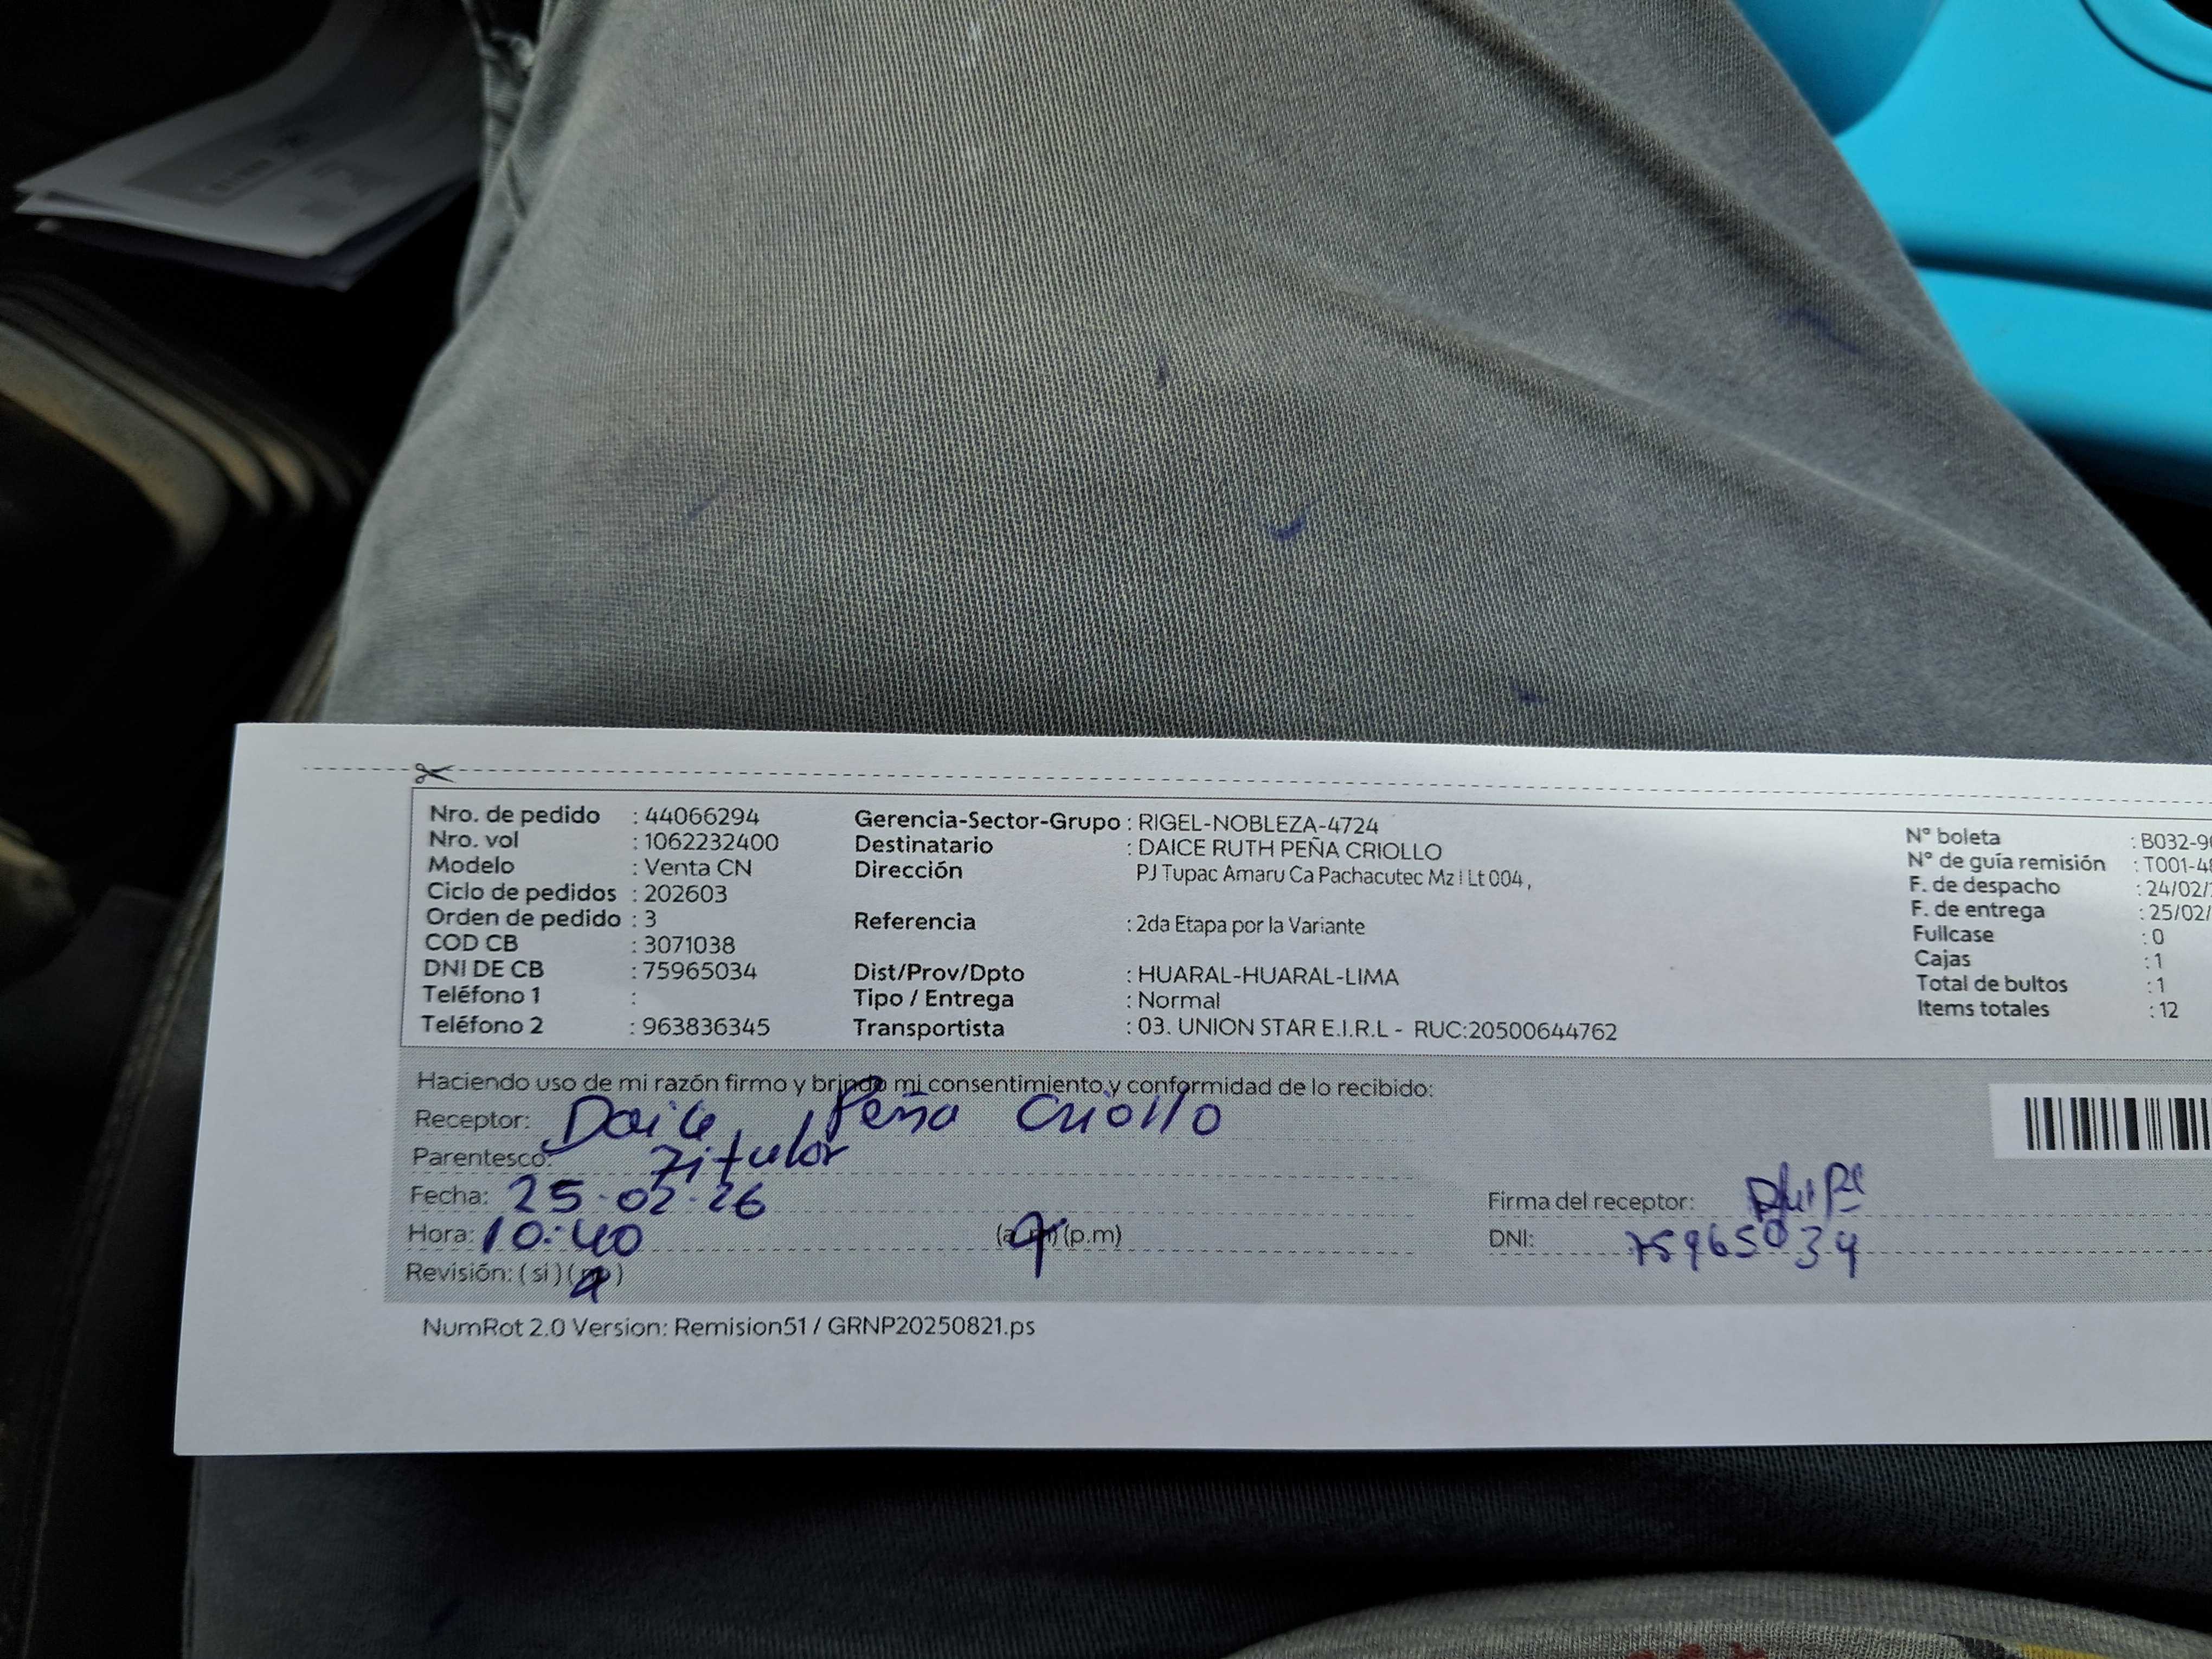 Nro. de pedido : 44066294
Nro. vol : 1062232400
Modelo : Venta CN
Ciclo de pedidos : 202603
Orden de pedido : 3
COD CB : 3071038
DNI DE CB : 75965034
Teléfono 1 :
Teléfono 2 : 963836345
Gerencia-Sector-Grupo : RIGEL-NOBLEZA-4724
Destinatario : DAICE RUTH PEÑA CRIOLLO
Dirección PJ Tupac Amaru Ca Pachacutec Mz I Lt 004,
Referencia : 2da Etapa por la Variante
Dist/Prov/Dpto : HUARAL-HUARAL-LIMA
Tipo / Entrega : Normal
Transportista : 03. UNION STAR E.I.R.L - RUC:20500644762
N° boleta : B032-9
N° de guía remisión : T001-4
F. de despacho : 24/02/
F. de entrega : 25/02/
Fullcase : 0
Cajas : 1
Total de bultos : 1
Items totales : 12
Haciendo uso de mi razón firmo y brindo mi consentimiento y conformidad de lo recibido:
Receptor: Daice Peña Criollo
Parentesco: Titular
Fecha: 25-02-26
Hora: 10:40 (a.m) (p.m)
Revisión: (si) (no)
Firma del receptor:
DNI: 75965034
NumRot 2.0 Version: Remision51 / GRNP20250821.ps